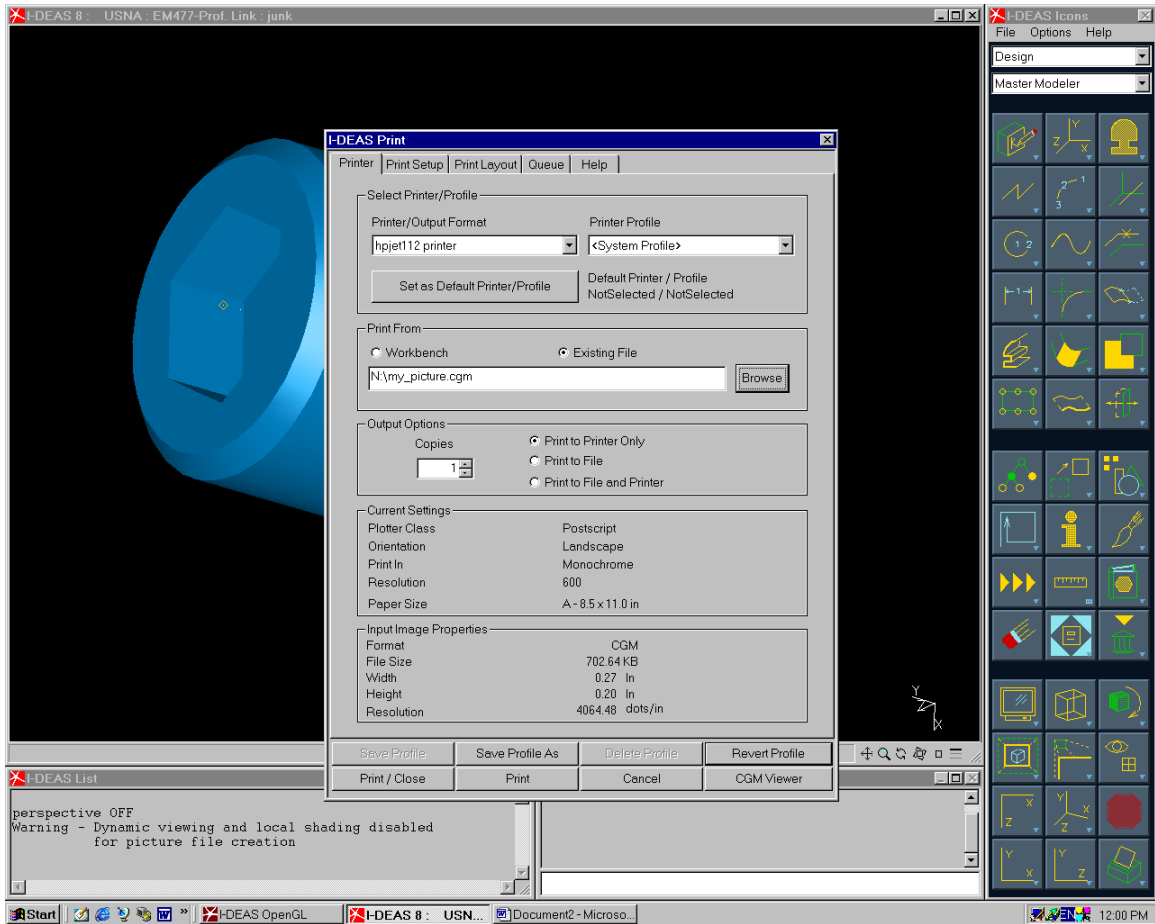 I-DEAS 8 : USNA : EM477-Prof. Link : junk
I-DEAS Icons
File Options Help
Design
Master Modeler
I-DEAS Print
Printer Print Setup Print Layout Queue Help
Select Printer/Profile
Printer/Output Format Printer Profile
hpjet112 printer <System Profile>
Set as Default Printer/Profile
Default Printer / Profile
NotSelected / NotSelected
Print From
Workbench Existing File
N:\my_picture.cgm Browse
Output Options
Copies
1
Print to Printer Only
Print to File
Print to File and Printer
Current Settings
Plotter Class Postscript
Orientation Landscape
Print In Monochrome
Resolution 600
Paper Size A - 8.5 x 11.0 in
Input Image Properties
Format CGM
File Size 702.64 KB
Width 0.27 In
Height 0.20 In
Resolution 4064.48 dots/in
Save Profile Save Profile As Delete Profile Revert Profile
Print / Close Print Cancel CGM Viewer
Y
Z
X
I-DEAS List
perspective OFF
Warning - Dynamic viewing and local shading disabled
for picture file creation
Start I-DEAS OpenGL I-DEAS 8 : USN... Document2 - Microso... EN 12:00 PM